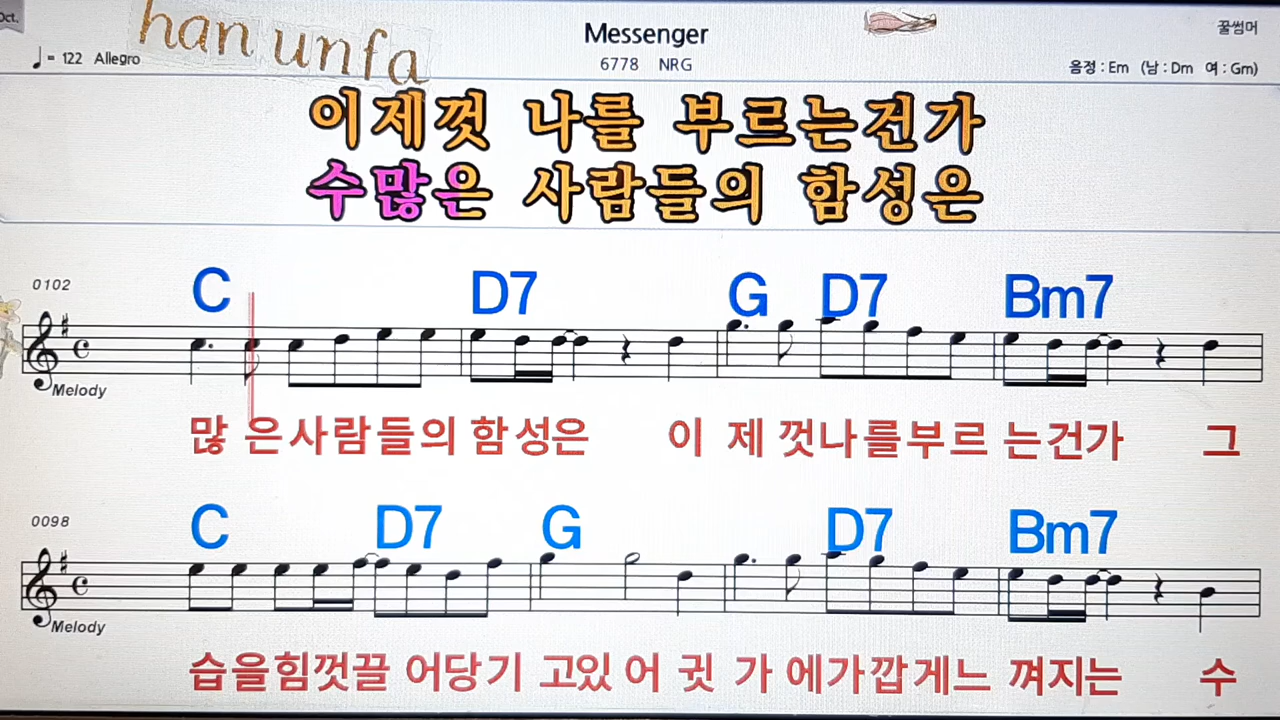 Oct.
han unfa
Messenger
꿀썸머
♩ = 122 Allegro
6778 NRG
음정 : Em (남 : Dm 여 : Gm)
이제껏 나를 부르는건가
수많은 사람들의 함성은
0102
C D7 G D7 Bm7
Melody
많 은사람들의 함성은 이 제 껏나를부르 는건가 그
0098
C D7 G D7 Bm7
Melody
습을힘껏끌 어당기 고있 어 귓 가 에가깝게느 껴지는 수